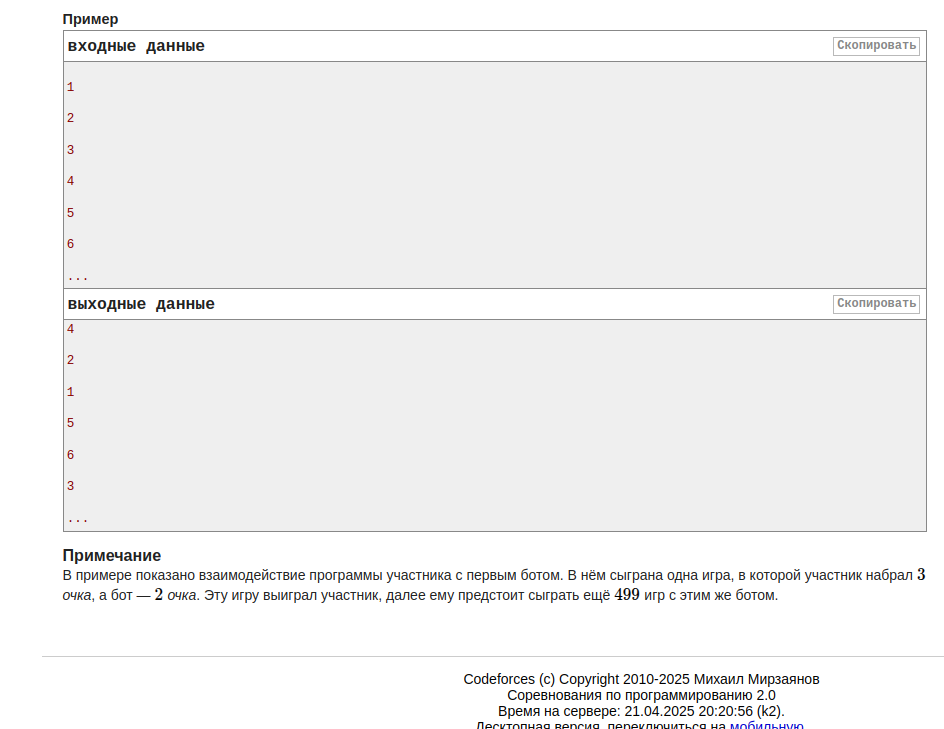 Пример
входные данные
Скопировать
1
2
3
4
5
6
...
выходные данные
Скопировать
4
2
1
5
6
3
...
Примечание
В примере показано взаимодействие программы участника с первым ботом. В нём сыграна одна игра, в которой участник набрал 3
очка, а бот — 2 очка. Эту игру выиграл участник, далее ему предстоит сыграть ещё 499 игр с этим же ботом.
Codeforces (c) Copyright 2010-2025 Михаил Мирзаянов
Соревнования по программированию 2.0
Время на сервере: 21.04.2025 20:20:56 (k2).
Десктопная версия, переключиться на мобильную